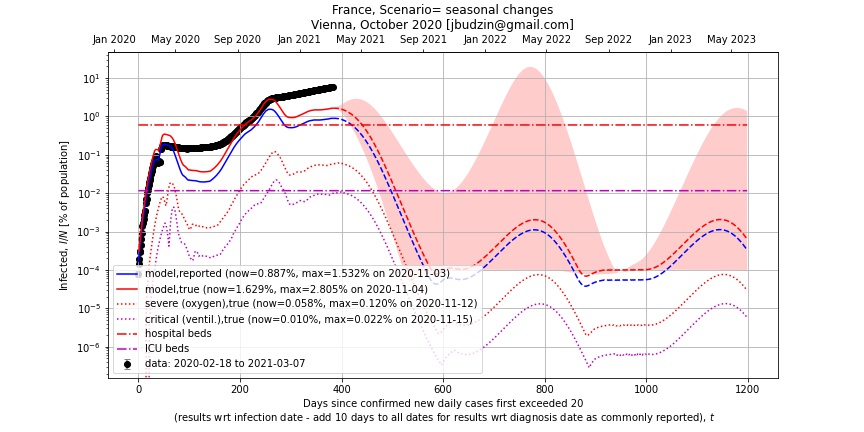 France, Scenario= seasonal changes
Vienna, October 2020 [jbudzin@gmail.com]
Jan 2020 May 2020 Sep 2020 Jan 2021 May 2021 Sep 2021 Jan 2022 May 2022 Sep 2022 Jan 2023 May 2023
10¹
10⁰
10⁻¹
10⁻²
10⁻³
10⁻⁴
10⁻⁵
10⁻⁶
Infected, I/N [% of population]
model,reported (now=0.887%, max=1.532% on 2020-11-03)
model,true (now=1.629%, max=2.805% on 2020-11-04)
severe (oxygen),true (now=0.058%, max=0.120% on 2020-11-12)
critical (ventil.),true (now=0.010%, max=0.022% on 2020-11-15)
hospital beds
ICU beds
data: 2020-02-18 to 2021-03-07
0 200 400 600 800 1000 1200
Days since confirmed new daily cases first exceeded 20
(results wrt infection date - add 10 days to all dates for results wrt diagnosis date as commonly reported), t